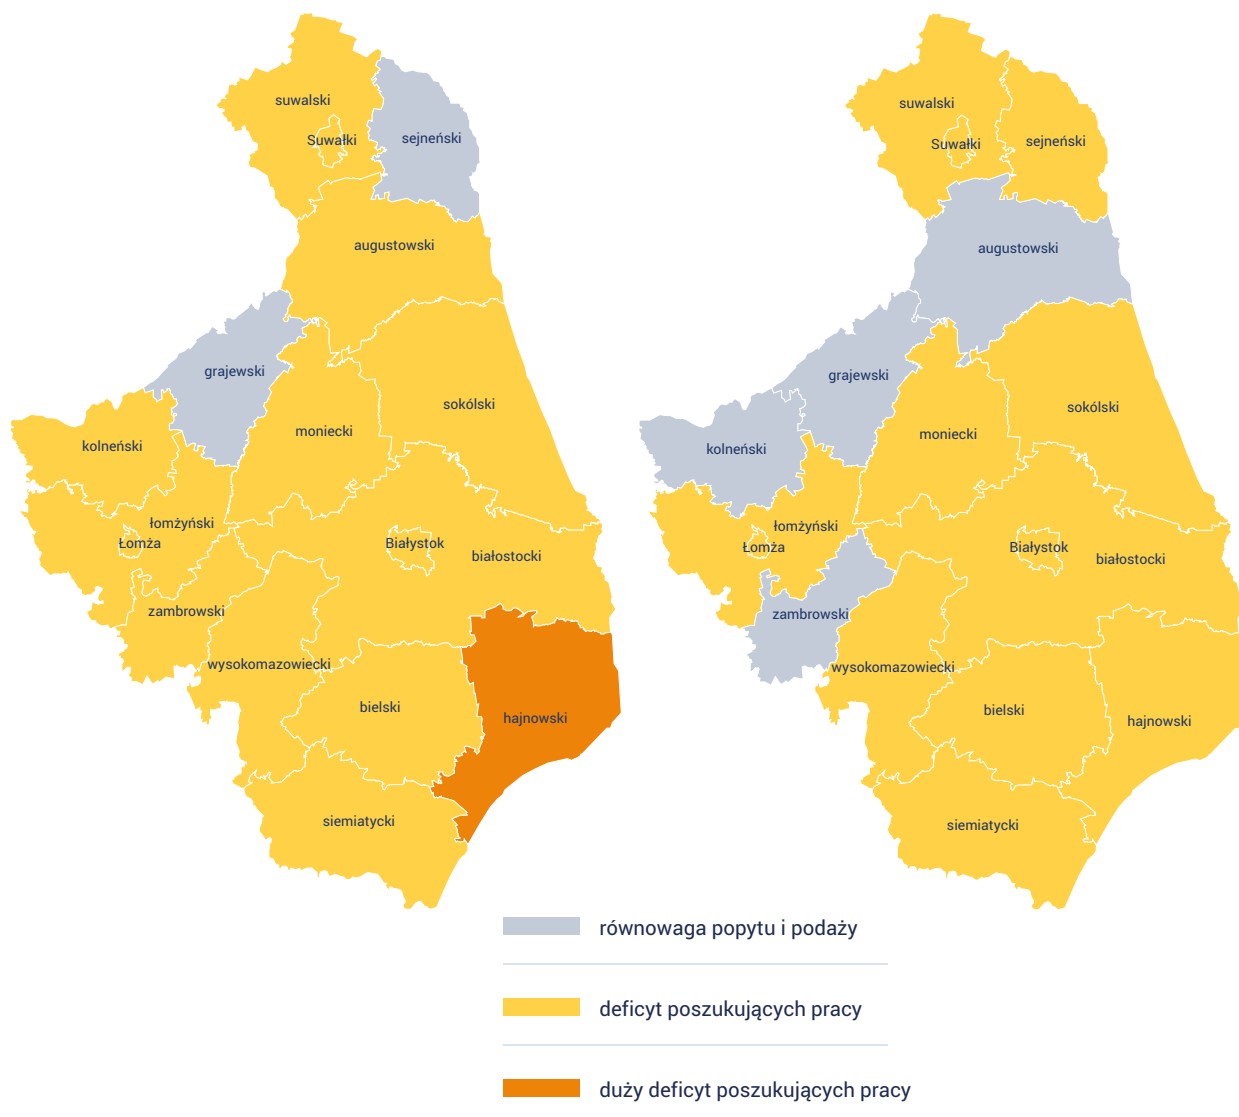 suwalski
Suwałki
sejneński
augustowski
grajewski
sokólski
moniecki
kolneński
łomżyński
Łomża
Białystok
białostocki
zambrowski
wysokomazowiecki
bielski
hajnowski
siemiatycki
suwalski
Suwałki
sejneński
augustowski
grajewski
sokólski
moniecki
kolneński
łomżyński
Łomża
Białystok
białostocki
zambrowski
wysokomazowiecki
bielski
hajnowski
siemiatycki
równowaga popytu i podaży
deficyt poszukujących pracy
duży deficyt poszukujących pracy